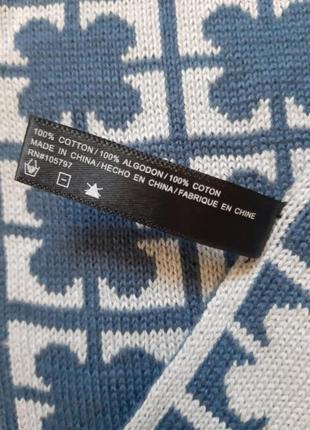 100% COTTON/100% ALGODON/100% COTON
MADE IN CHINA/HECHO EN CHINA/FABRIQUE EN CHINE
RN#105797